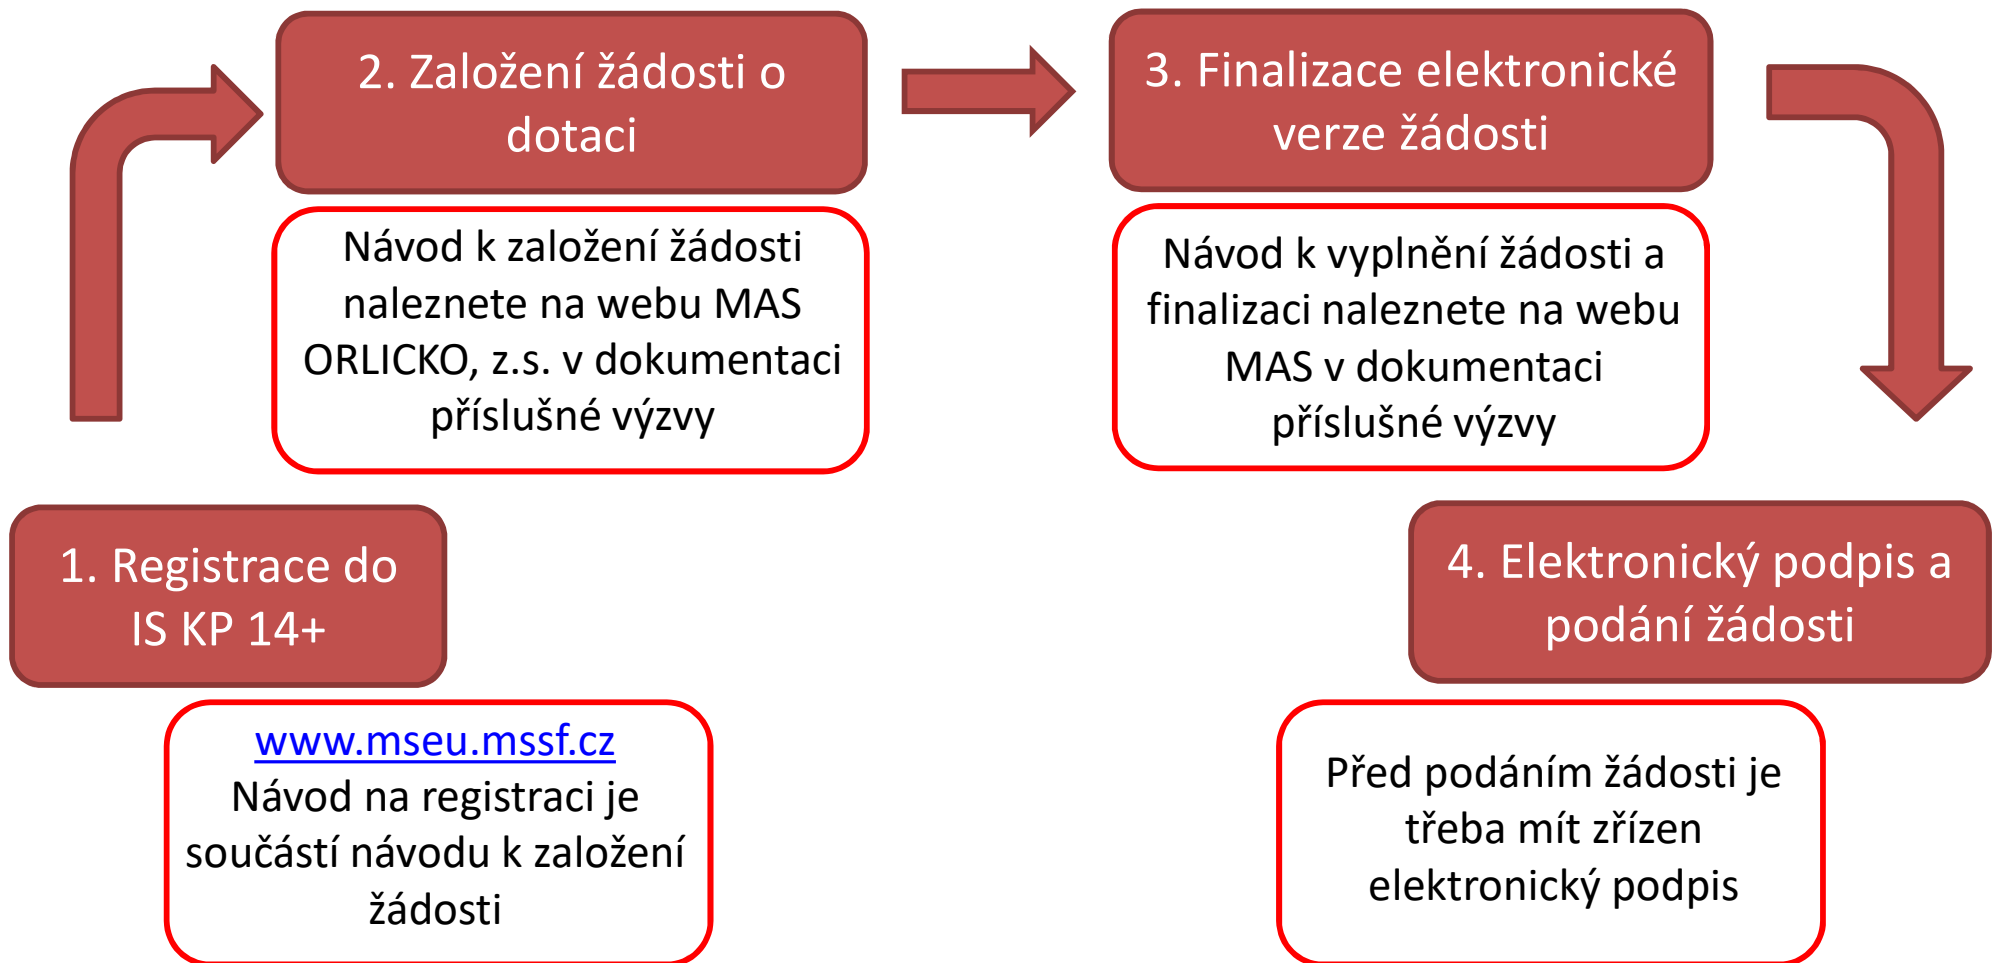 1. Registrace do
IS KP 14+
www.mseu.mssf.cz
Návod na registraci je
součástí návodu k založení
žádosti
2. Založení žádosti o
dotaci
Návod k založení žádosti
naleznete na webu MAS
ORLICKO, z.s. v dokumentaci
příslušné výzvy
3. Finalizace elektronické
verze žádosti
Návod k vyplnění žádosti a
finalizaci naleznete na webu
MAS v dokumentaci
příslušné výzvy
4. Elektronický podpis a
podání žádosti
Před podáním žádosti je
třeba mít zřízen
elektronický podpis